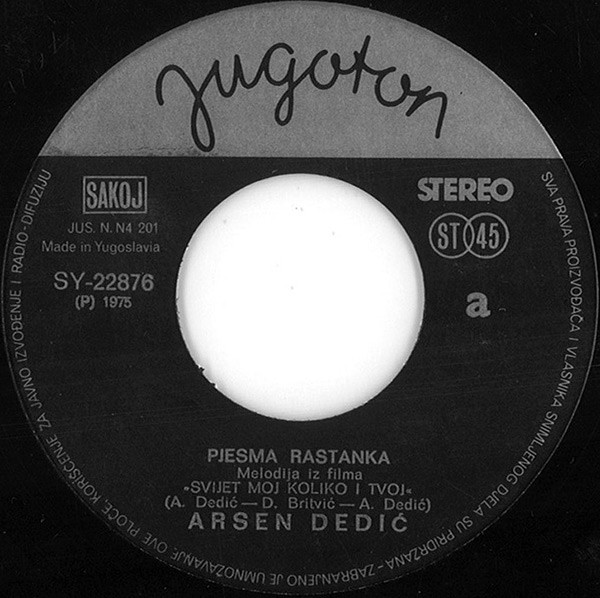 jugoton
SAKOJ
JUS. N. N4 201
Made in Yugoslavia
SY-22876
(P) 1975
STEREO
ST 45
a
PJESMA RASTANKA
Melodija iz filma
»SVIJET MOJ KOLIKO I TVOJ«
(A. Dedić — D. Britvić — A. Dedić)
ARSEN DEDIĆ
SVA PRAVA PROIZVOĐAČA I VLASNIKA SNIMLJENOG DJELA SU PRIDRŽANA - ZABRANJENO JE UMNOŽAVANJE OVE PLOČE, KORIŠĆENJE ZA JAVNO IZVOĐENJE I RADIO-DIFUZIJU